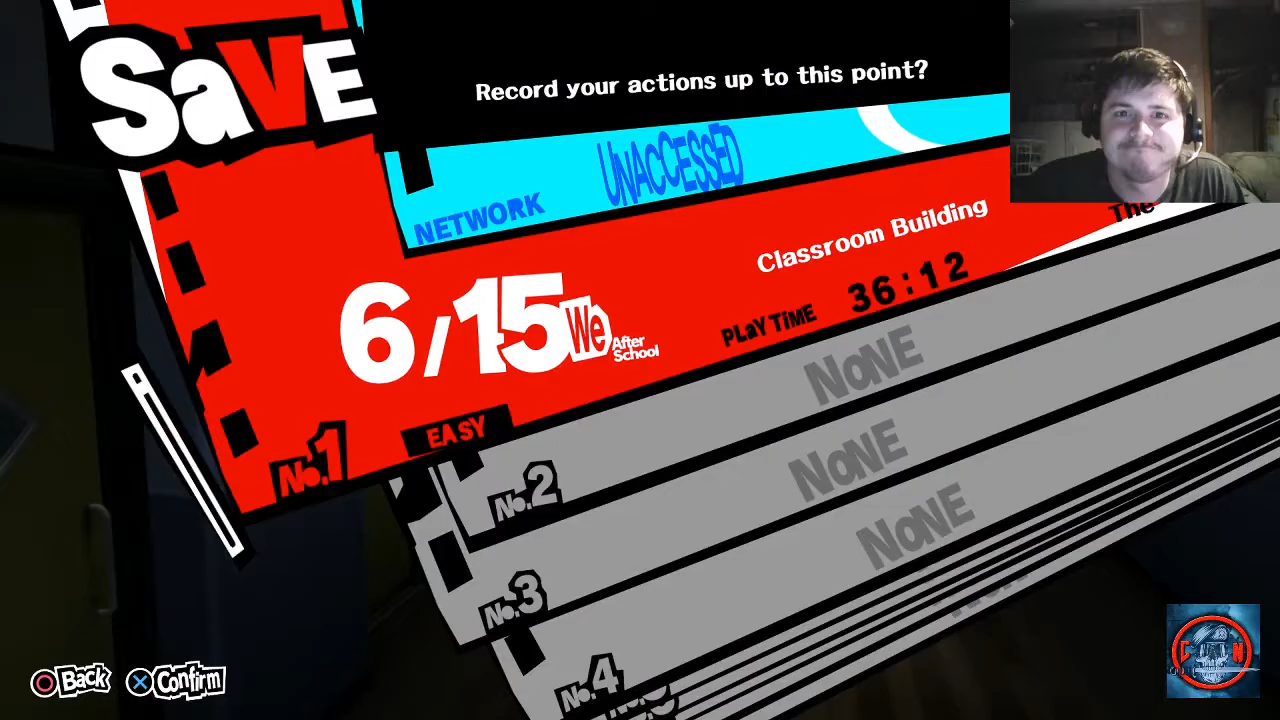 SaVE
Record your actions up to this point?
NETWORK
UNACCESSED
Classroom Building
The
6/15 We After School
PLaY TiME 36:12
No.1
EASY
No.2
NoNE
No.3
NoNE
No.4
NoNE
Back
Confirm
C N